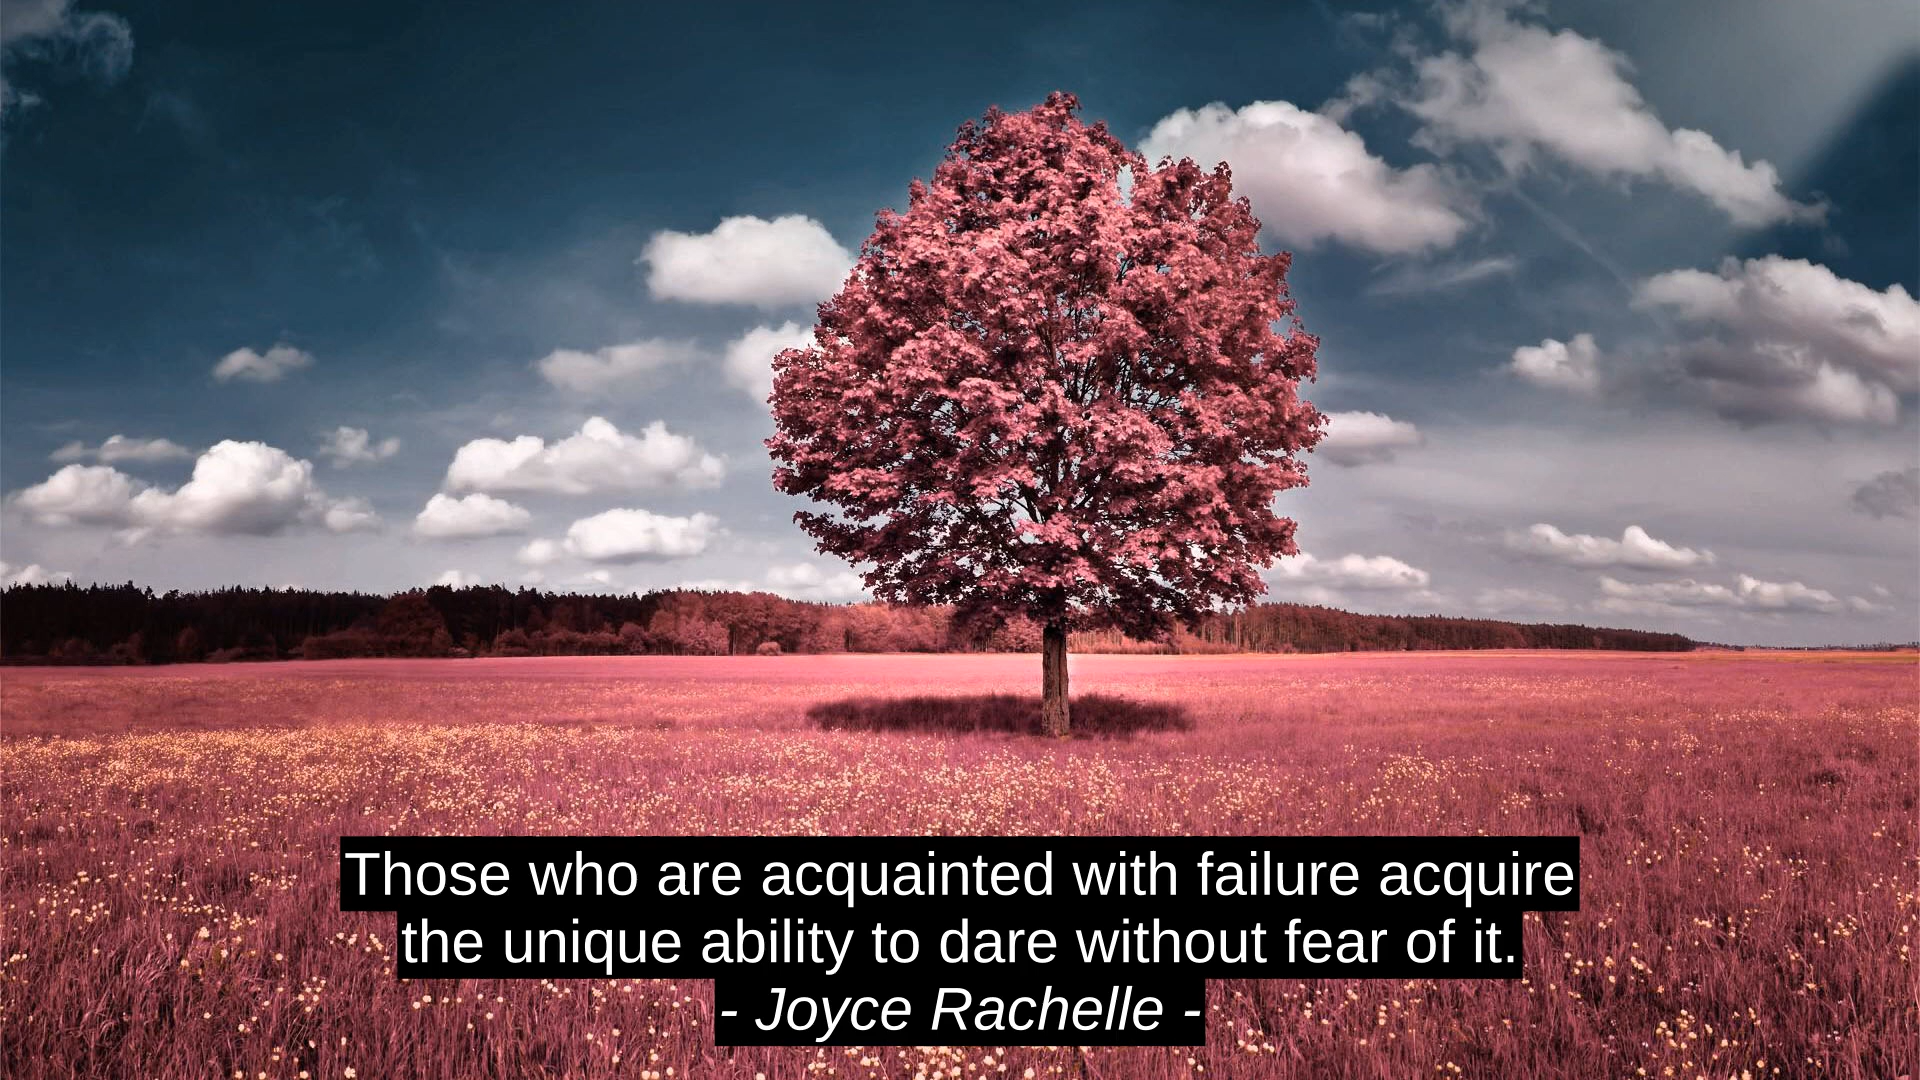 Those who are acquainted with failure acquire
the unique ability to dare without fear of it.
- Joyce Rachelle -